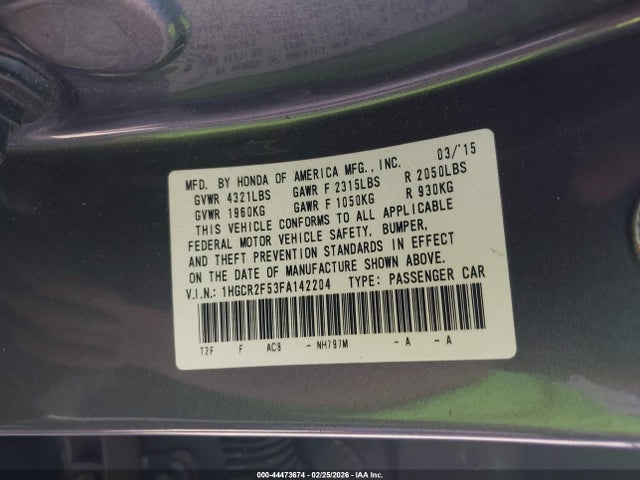 MFD. BY HONDA OF AMERICA MFG., INC. 03/'15
GVWR 4321LBS GAWR F 2315LBS R 2050LBS
GVWR 1960KG GAWR F 1050KG R 930KG
THIS VEHICLE CONFORMS TO ALL APPLICABLE
FEDERAL MOTOR VEHICLE SAFETY, BUMPER,
AND THEFT PREVENTION STANDARDS IN EFFECT
ON THE DATE OF MANUFACTURE SHOWN ABOVE.
V.I.N.: 1HGCR2F53FA142204 TYPE: PASSENGER CAR
T2F F AC8 - NH797M - A - A
000-44473674 02/25/2026 IAA Inc.